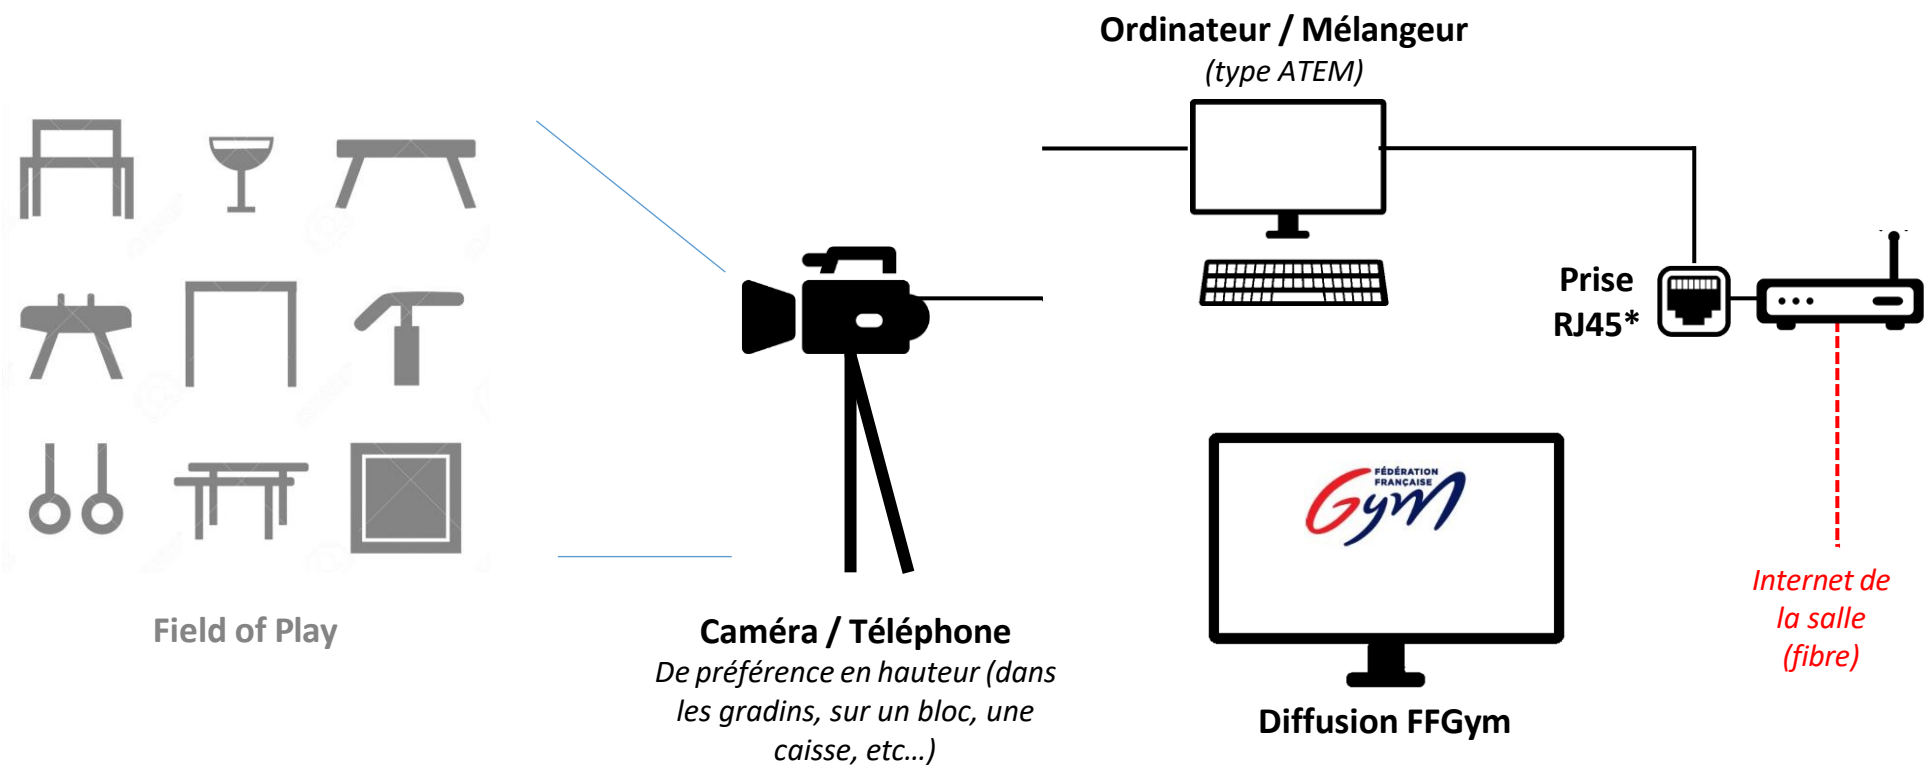 Ordinateur / Mélangeur
(type ATEM)
Prise
RJ45*
FÉDÉRATION
FRANÇAISE
Gym
Internet de
la salle
(fibre)
Field of Play
Caméra / Téléphone
De préférence en hauteur (dans
les gradins, sur un bloc, une
caisse, etc...)
Diffusion FFGym